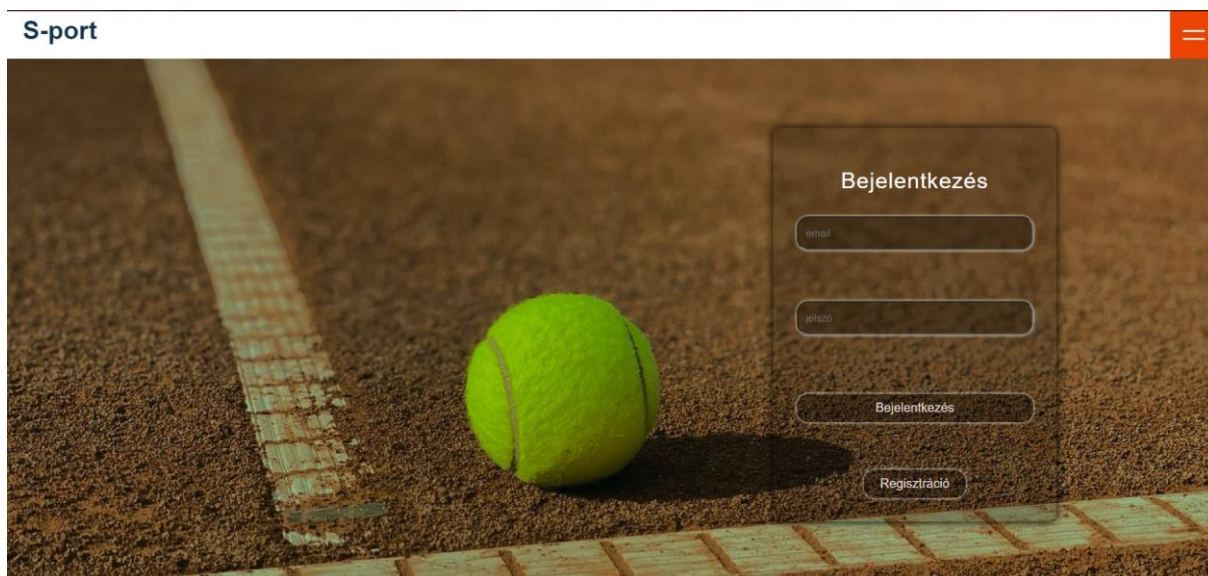 S-port
Bejelentkezés
email
jelszó
Bejelentkezés
Regisztráció